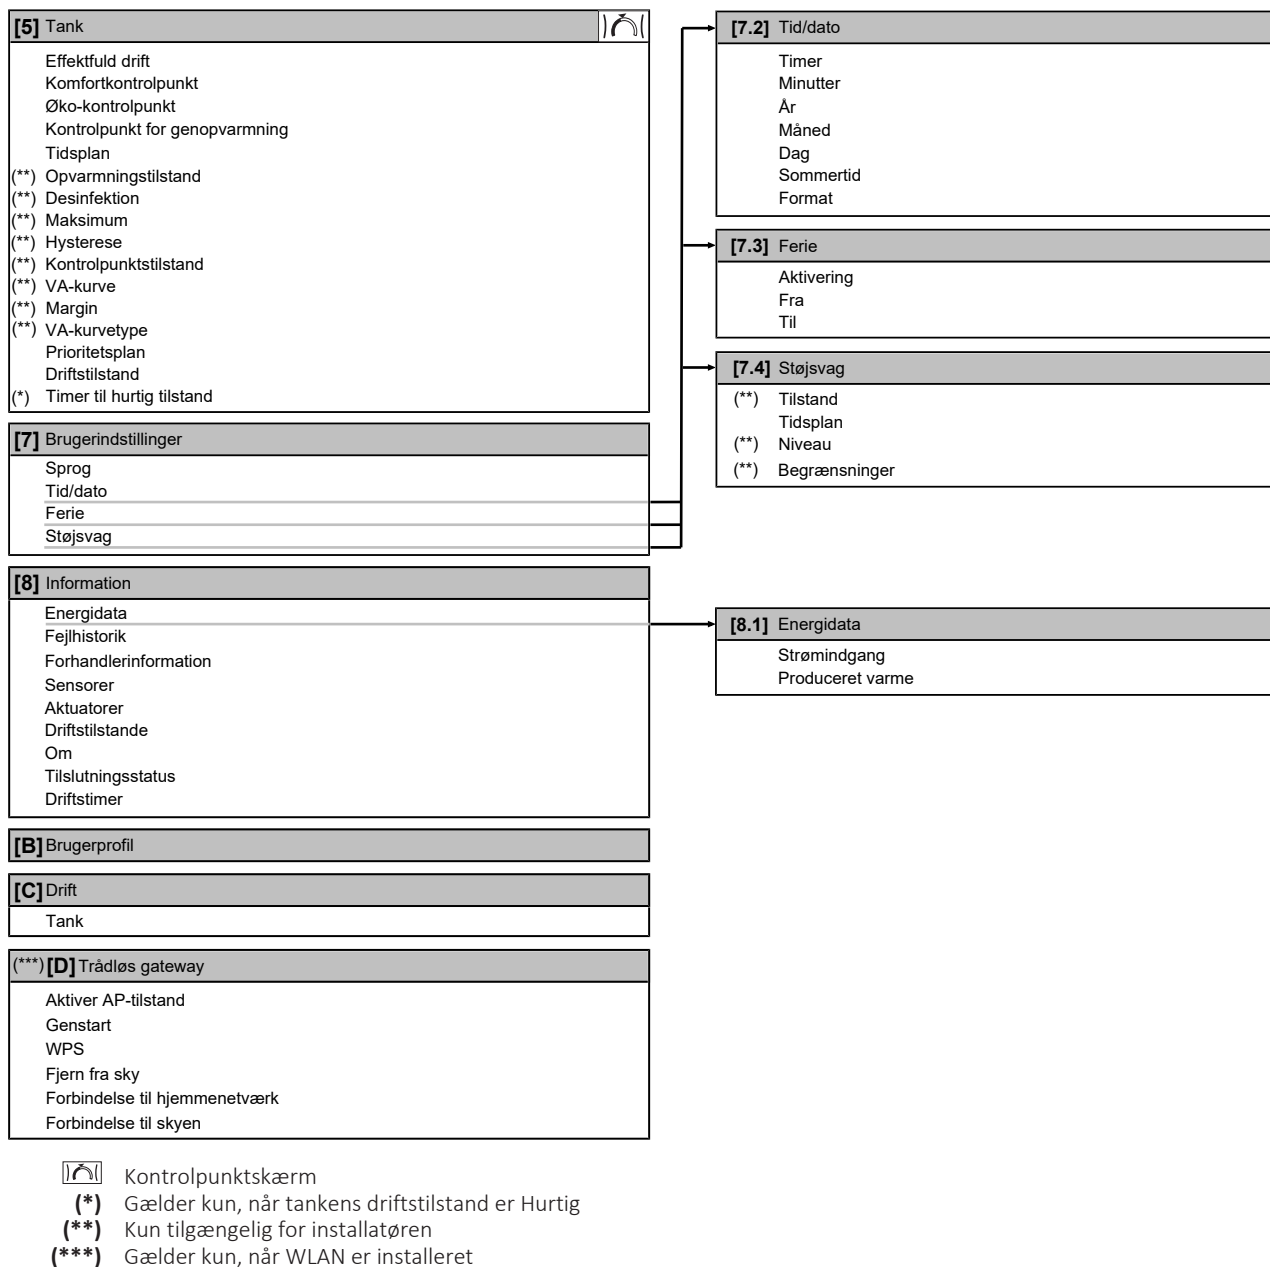 [5] Tank
Effektfuld drift
Komfortkontrolpunkt
Øko-kontrolpunkt
Kontrolpunkt for genopvarmning
Tidsplan
(**) Opvarmningstilstand
(**) Desinfektion
(**) Maksimum
(**) Hysterese
(**) Kontrolpunktstilstand
(**) VA-kurve
(**) Margin
(**) VA-kurvetype
Prioritetsplan
Driftstilstand
(*) Timer til hurtig tilstand
[7] Brugerindstillinger
Sprog
Tid/dato
Ferie
Støjsvag
[8] Information
Energidata
Fejlhistorik
Forhandlerinformation
Sensorer
Aktuatorer
Driftstilstande
Om
Tilslutningsstatus
Driftstimer
[B] Brugerprofil
[C] Drift
Tank
(***) [D] Trådløs gateway
Aktiver AP-tilstand
Genstart
WPS
Fjern fra sky
Forbindelse til hjemmenetværk
Forbindelse til skyen
[7.2] Tid/dato
Timer
Minutter
År
Måned
Dag
Sommertid
Format
[7.3] Ferie
Aktivering
Fra
Til
[7.4] Støjsvag
(**) Tilstand
Tidsplan
(**) Niveau
(**) Begrænsninger
[8.1] Energidata
Strømindgang
Produceret varme
Kontrolpunktskærm
(*) Gælder kun, når tankens driftstilstand er Hurtig
(**) Kun tilgængelig for installatøren
(***) Gælder kun, når WLAN er installeret